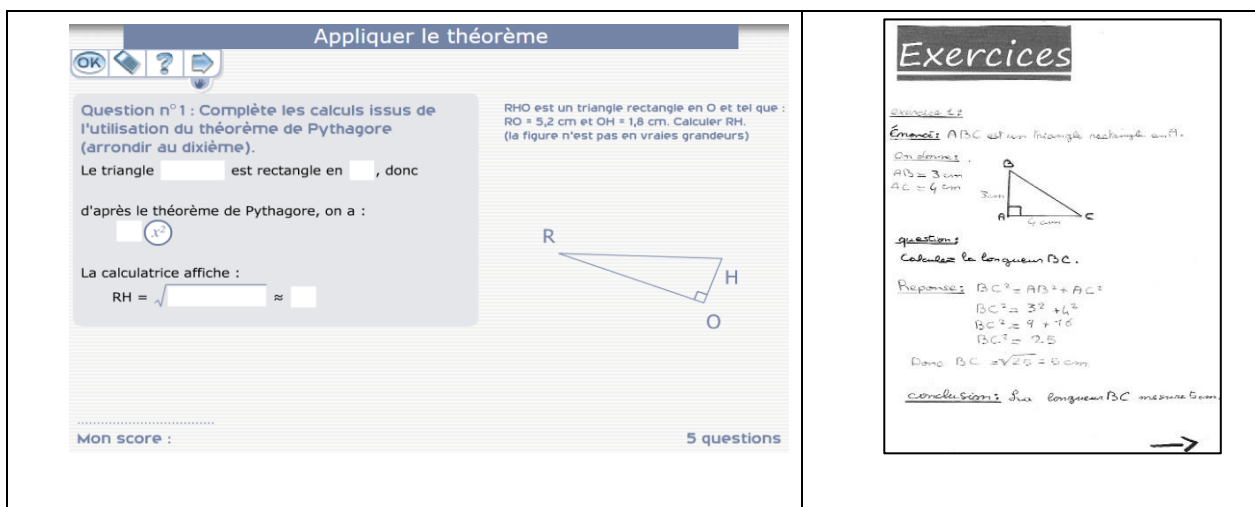 Appliquer le théorème
OK
?
Question n°1 : Complète les calculs issus de
l'utilisation du théorème de Pythagore
(arrondir au dixième).
Le triangle est rectangle en , donc
d'après le théorème de Pythagore, on a :
x²
La calculatrice affiche :
RH = √ ≈
RHO est un triangle rectangle en O et tel que :
RO = 5,2 cm et OH = 1,8 cm. Calculer RH.
(la figure n'est pas en vraies grandeurs)
R
H
O
Mon score :
5 questions
Exercices
Énoncé: ABC est un triangle rectangle en A.
On donne:
AB = 3 cm
AC = 4 cm
B
3cm
A
C
4 cm
question:
Calculez la longueur BC.
Reponse: BC² = AB² + AC²
BC² = 3² + 4²
BC² = 9 + 16
BC² = 25
Donc BC = √25 = 5 cm
conclusion: La longueur BC mesure 5 cm.